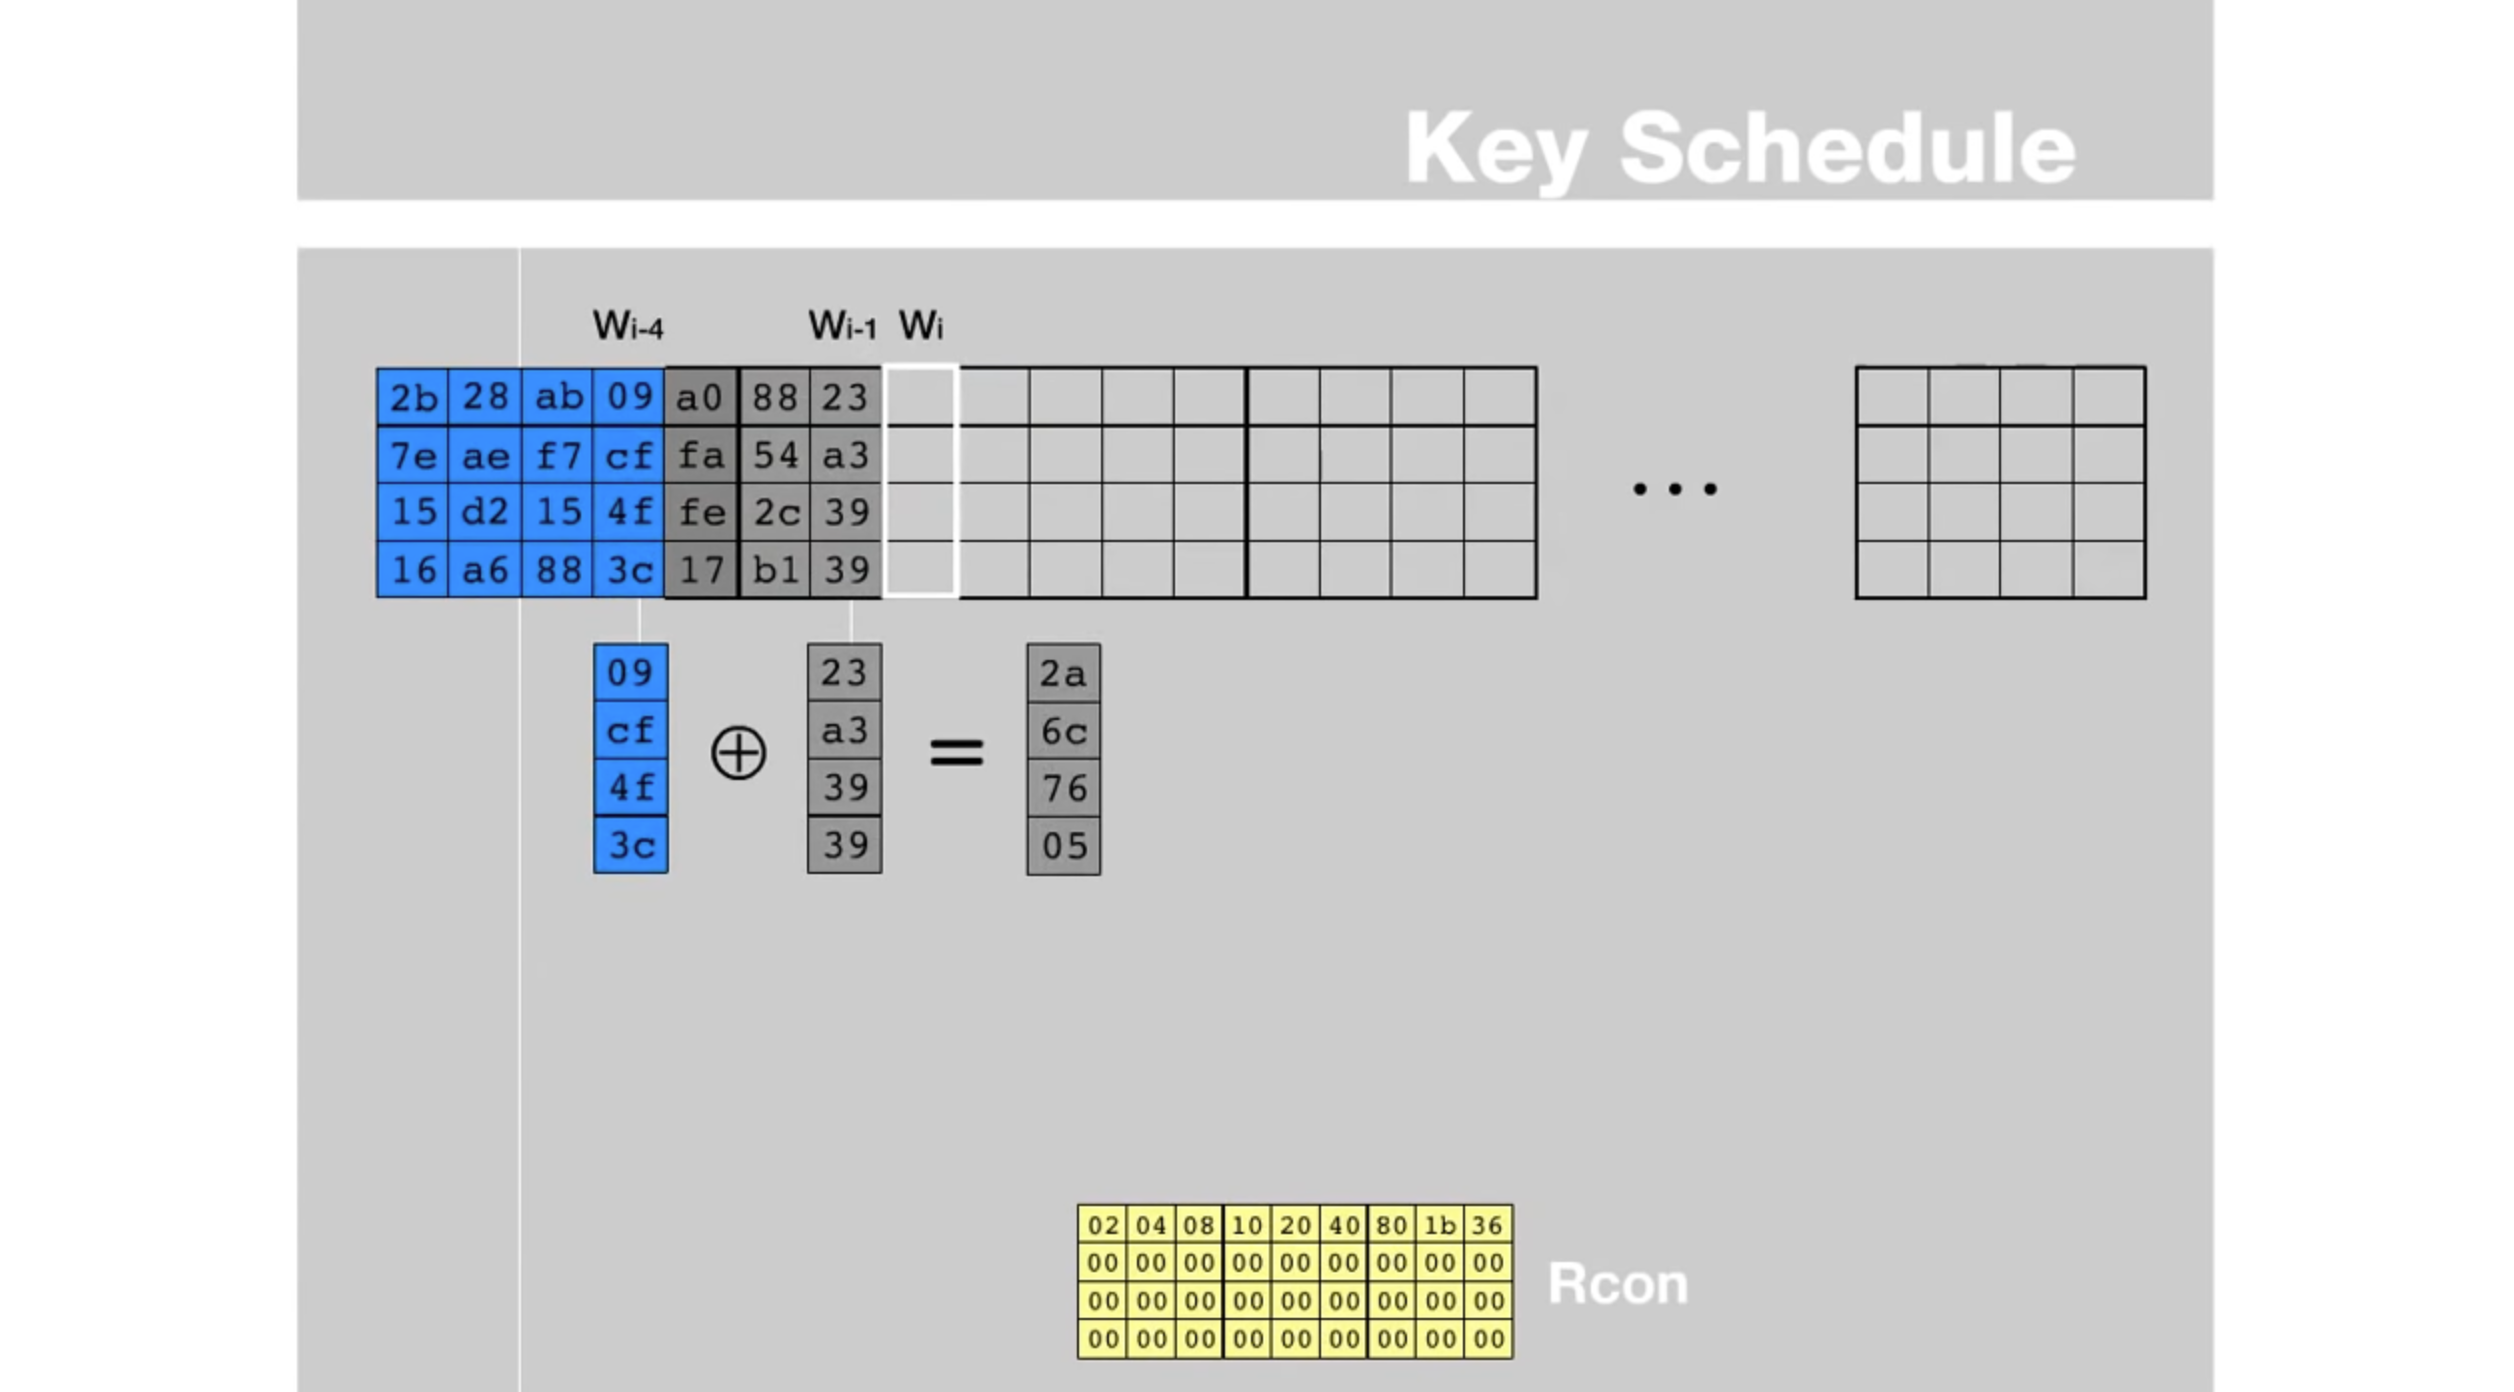 Key Schedule
Wi-4 Wi-1 Wi
2b 28 ab 09 a0 88 23
7e ae f7 cf fa 54 a3
15 d2 15 4f fe 2c 39
16 a6 88 3c 17 b1 39
...
09 23 2a
cf a3 6c
⊕ =
4f 39 76
3c 39 05
02 04 08 10 20 40 80 1b 36
00 00 00 00 00 00 00 00 00
Rcon
00 00 00 00 00 00 00 00 00
00 00 00 00 00 00 00 00 00